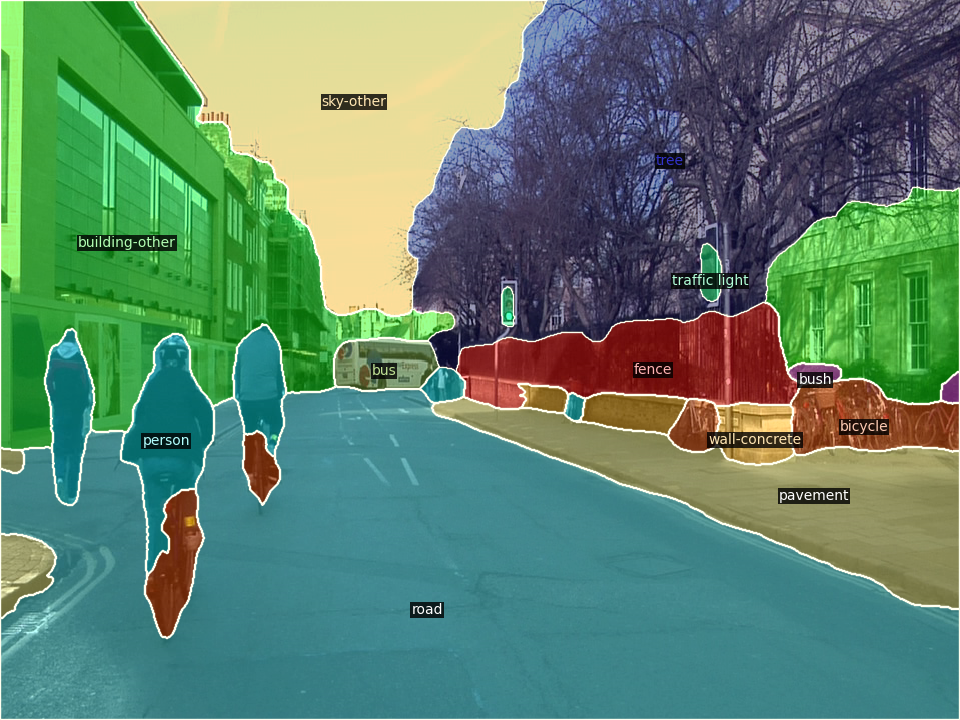 sky-other
tree
building-other
traffic light
bus
fence
bush
person
bicycle
wall-concrete
pavement
road